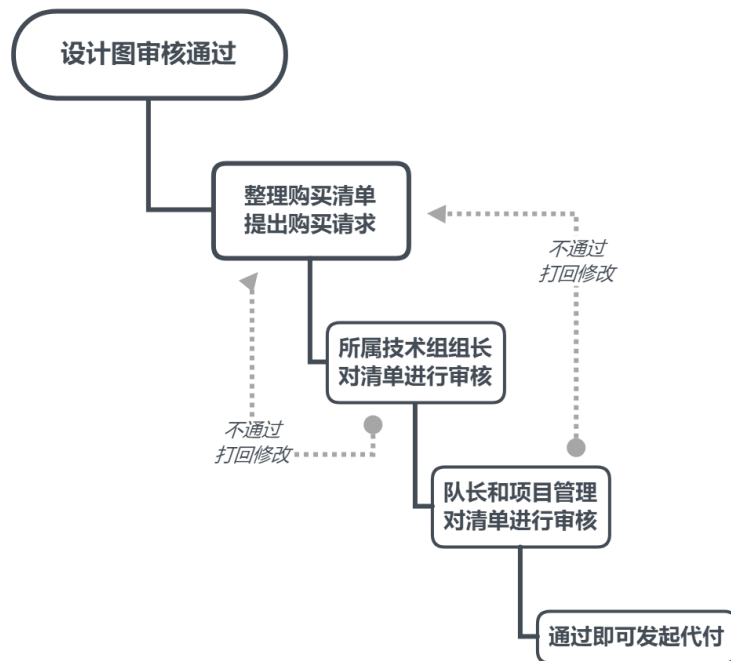 设计图审核通过
整理购买清单
提出购买请求
不通过
打回修改
所属技术组组长
对清单进行审核
不通过
打回修改
队长和项目管理
对清单进行审核
通过即可发起代付